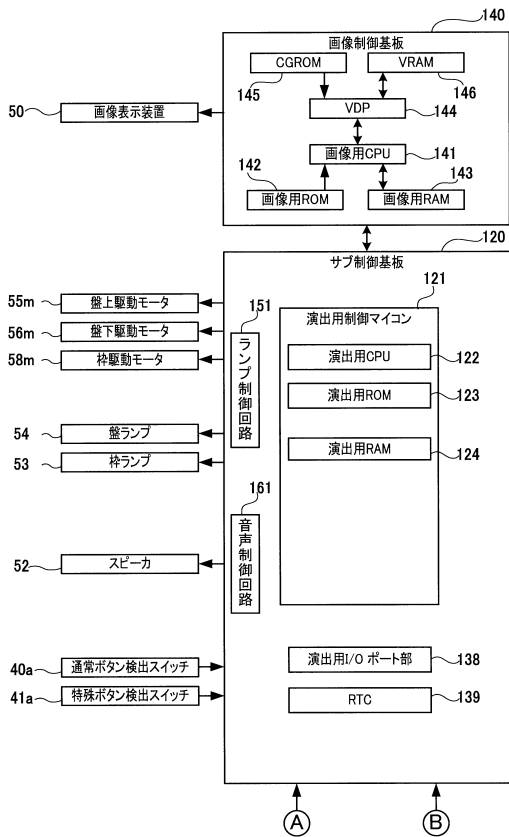 140
画像制御基板
CGROM
VRAM
145
146
50
画像表示装置
VDP
144
画像用CPU
141
142
143
画像用ROM
画像用RAM
120
サブ制御基板
121
55m
盤上駆動モータ
151
演出用制御マイコン
56m
盤下駆動モータ
58m
枠駆動モータ
ランプ制御回路
演出用CPU
122
演出用ROM
123
54
盤ランプ
演出用RAM
124
53
枠ランプ
161
音声制御回路
52
スピーカ
40a
通常ボタン検出スイッチ
演出用I/Oポート部
138
41a
特殊ボタン検出スイッチ
RTC
139
A
B